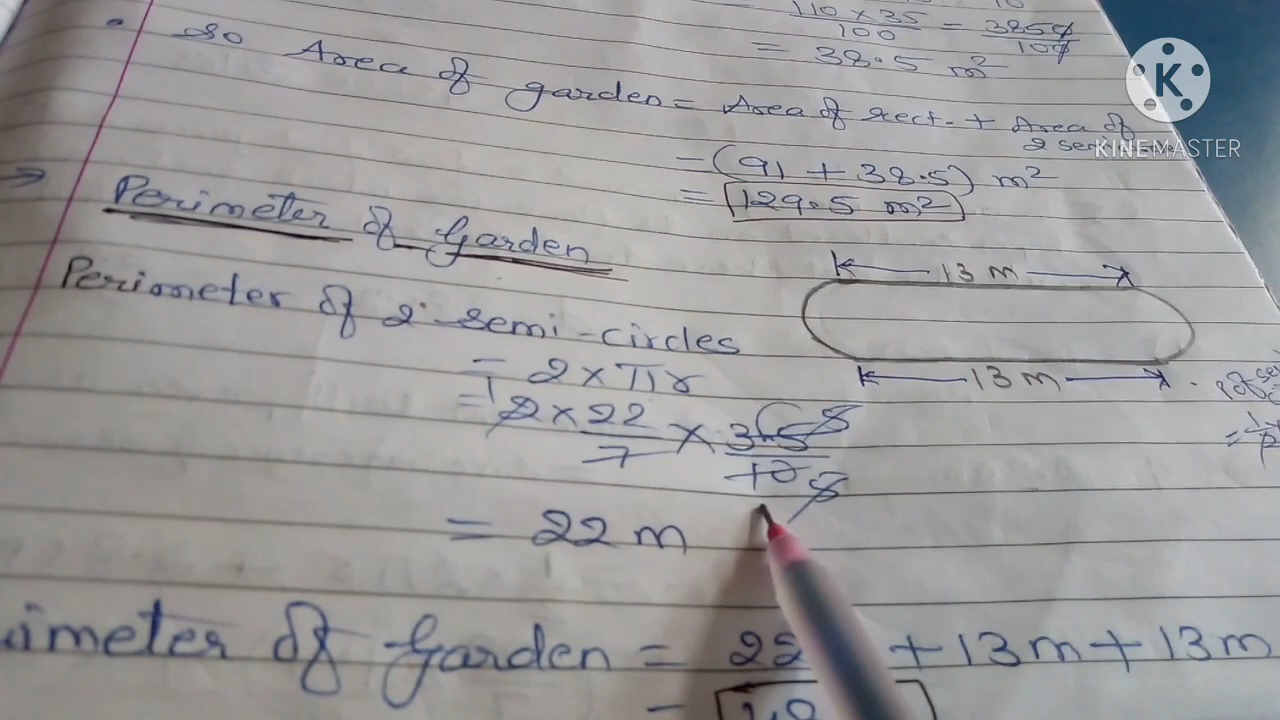 110 × 35 / 100 = 3850 / 100
= 38.5 m²
So Area of garden = Area of rect. + Area of
2 semi
= (91 + 38.5) m²
= 129.5 m²
K
KINEMASTER
⇒ Perimeter of Garden
13 m
Perimeter of 2 semi-circles
= 2 × πr
13 m
= 2 × 22/7 × 35/10
= 22 m
imeter of Garden = 22 + 13m + 13m
=